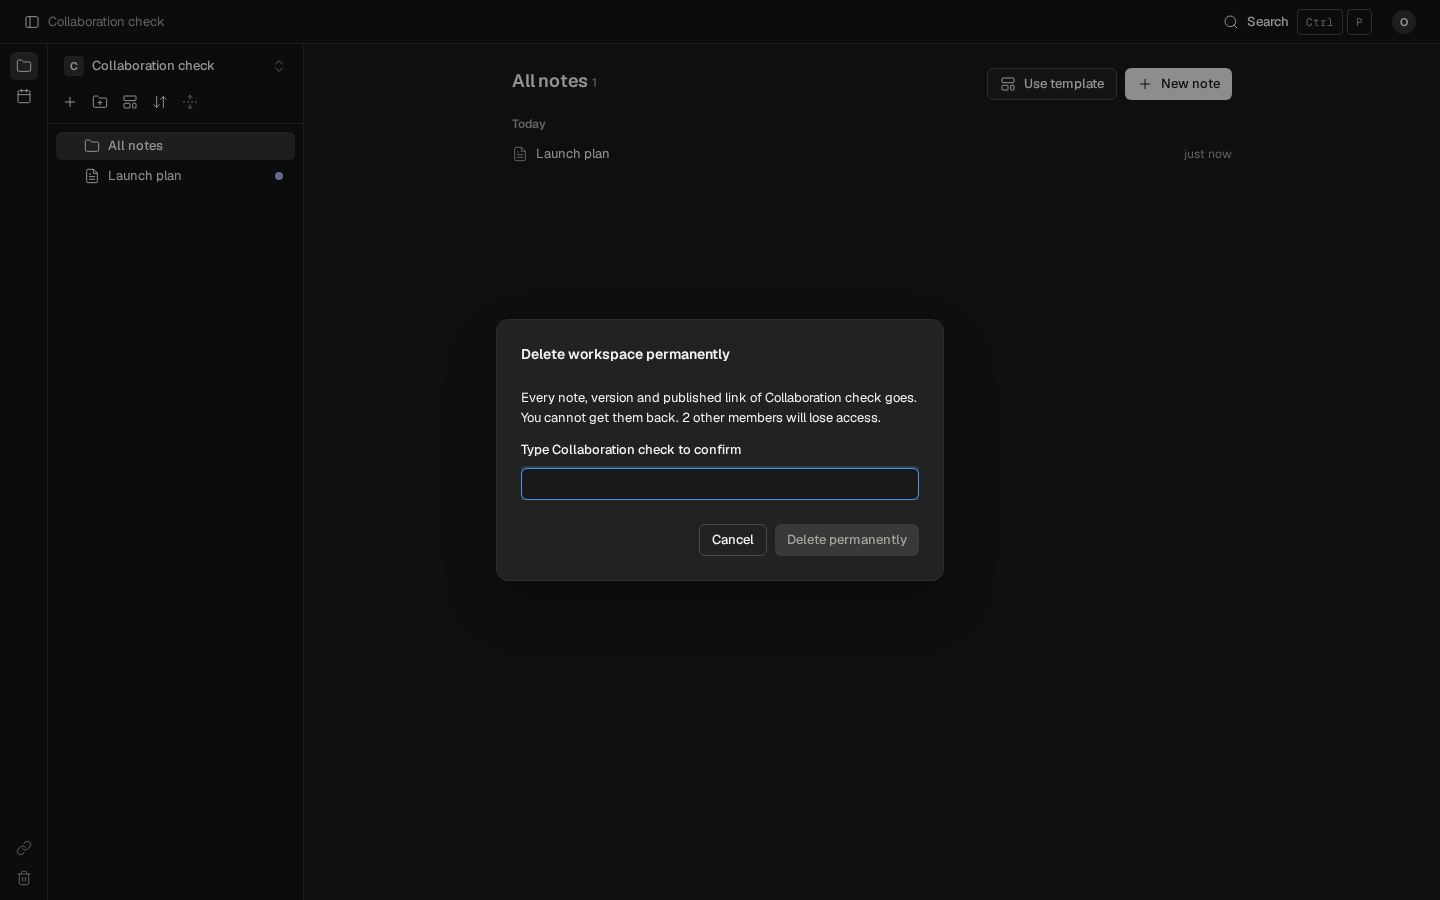 Collaboration check
Search Ctrl P O
C Collaboration check
All notes
Launch plan
All notes 1
Use template
New note
Today
Launch plan just now
Delete workspace permanently
Every note, version and published link of Collaboration check goes.
You cannot get them back. 2 other members will lose access.
Type Collaboration check to confirm
Cancel
Delete permanently